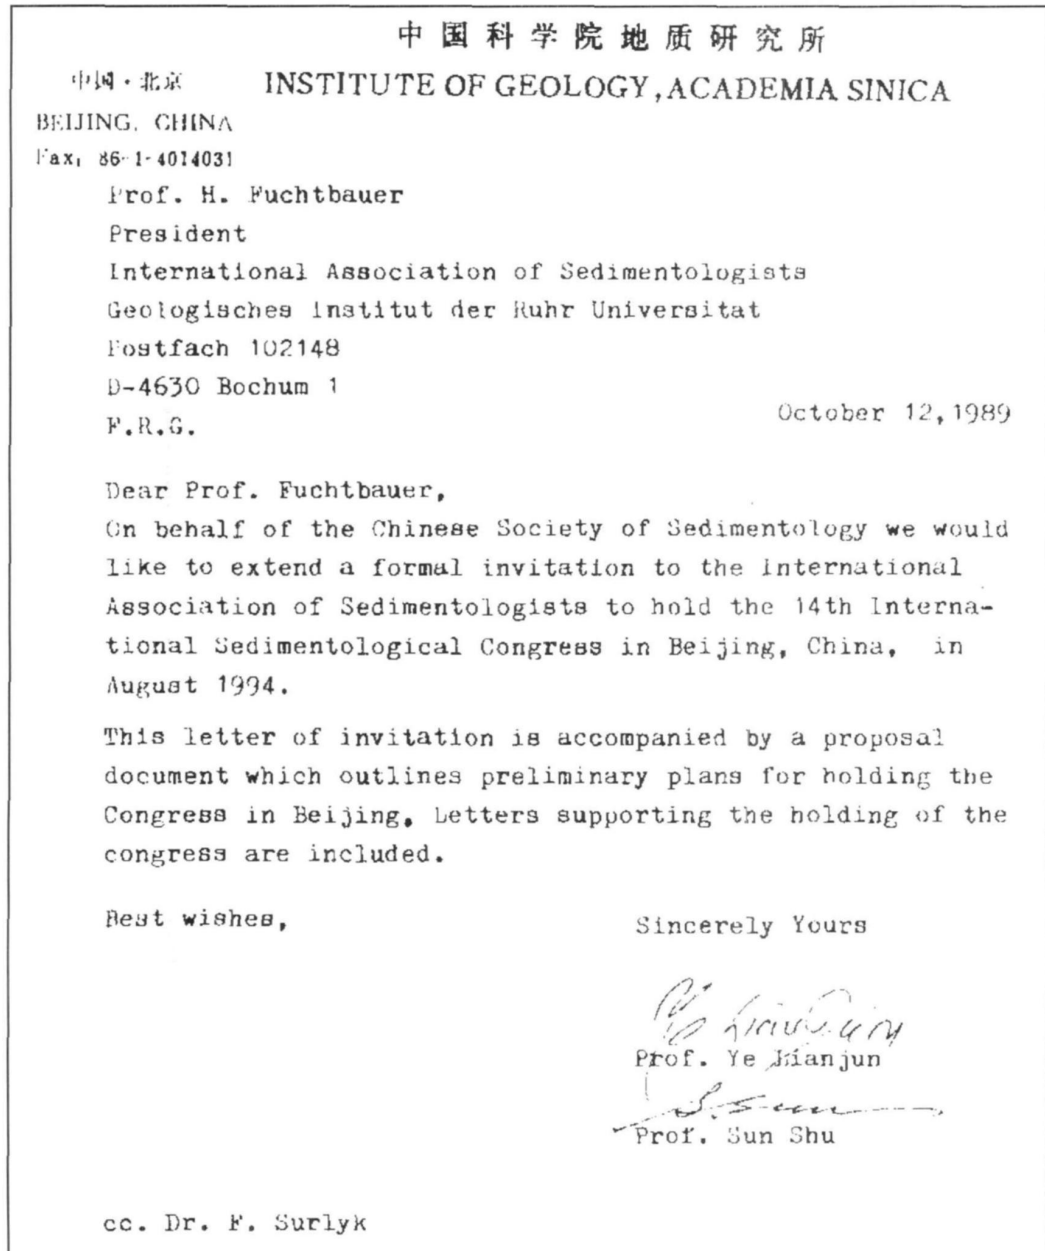 中国科学院地质研究所
中国·北京
INSTITUTE OF GEOLOGY, ACADEMIA SINICA
BEIJING, CHINA
Fax: 86-1-4014031
Prof. H. Fuchtbauer
President
International Association of Sedimentologists
Geologisches Institut der Ruhr Universitat
Postfach 102148
D-4630 Bochum 1
F.R.G.
October 12,1989
Dear Prof. Fuchtbauer,
On behalf of the Chinese Society of Sedimentology we would
like to extend a formal invitation to the International
Association of Sedimentologists to hold the 14th Interna-
tional Sedimentological Congress in Beijing, China, in
August 1994.
This letter of invitation is accompanied by a proposal
document which outlines preliminary plans for holding the
Congress in Beijing. Letters supporting the holding of the
congress are included.
Best wishes,
Sincerely Yours
Prof. Ye
S. Sun
Prof. Sun Shu
cc. Dr. F. Surlyk